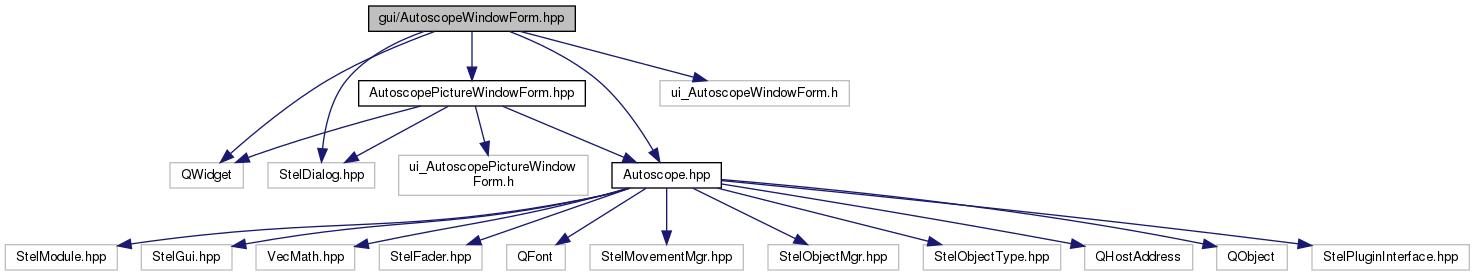 gui/AutoscopeWindowForm.hpp
AutoscopePictureWindowForm.hpp
ui_AutoscopeWindowForm.h
QWidget
StelDialog.hpp
ui_AutoscopePictureWindow
Form.h
Autoscope.hpp
StelModule.hpp
StelGui.hpp
VecMath.hpp
StelFader.hpp
QFont
StelMovementMgr.hpp
StelObjectMgr.hpp
StelObjectType.hpp
QHostAddress
QObject
StelPluginInterface.hpp